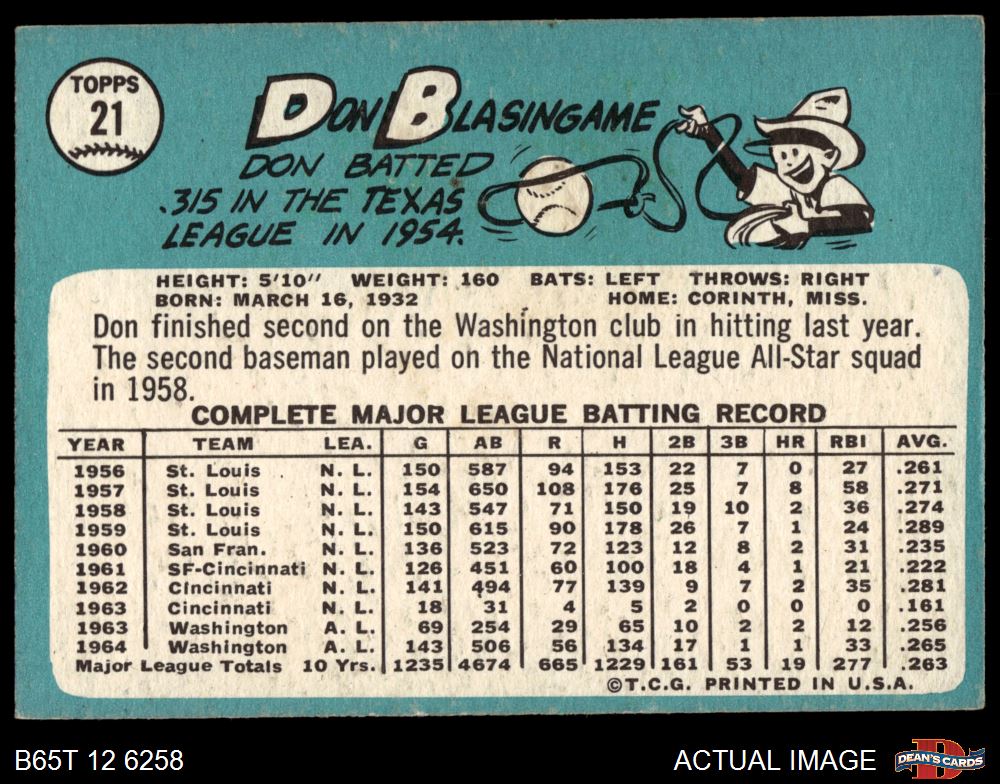 TOPPS
21
DON BLASINGAME
DON BATTED
.315 IN THE TEXAS
LEAGUE IN 1954.
HEIGHT: 5'10" WEIGHT: 160 BATS: LEFT THROWS: RIGHT
BORN: MARCH 16, 1932 HOME: CORINTH, MISS.
Don finished second on the Washington club in hitting last year.
The second baseman played on the National League All-Star squad
in 1958.
COMPLETE MAJOR LEAGUE BATTING RECORD
YEAR TEAM LEA. G AB R H 2B 3B HR RBI AVG.
1956 St. Louis N. L. 150 587 94 153 22 7 0 27 .261
1957 St. Louis N. L. 154 650 108 176 25 7 8 58 .271
1958 St. Louis N. L. 143 547 71 150 19 10 2 36 .274
1959 St. Louis N. L. 150 615 90 178 26 7 1 24 .289
1960 San Fran. N. L. 136 523 72 123 12 8 2 31 .235
1961 SF-Cincinnati N. L. 126 451 60 100 18 4 1 21 .222
1962 Cincinnati N. L. 141 494 77 139 9 7 2 35 .281
1963 Cincinnati N. L. 18 31 4 5 2 0 0 0 .161
1963 Washington A. L. 69 254 29 65 10 2 2 12 .256
1964 Washington A. L. 143 506 56 134 17 1 1 33 .265
Major League Totals 10 Yrs. 1235 4674 665 1229 161 53 19 277 .263
©T.C.G. PRINTED IN U.S.A.
B65T 12 6258 ACTUAL IMAGE
D
DEAN'S CARDS